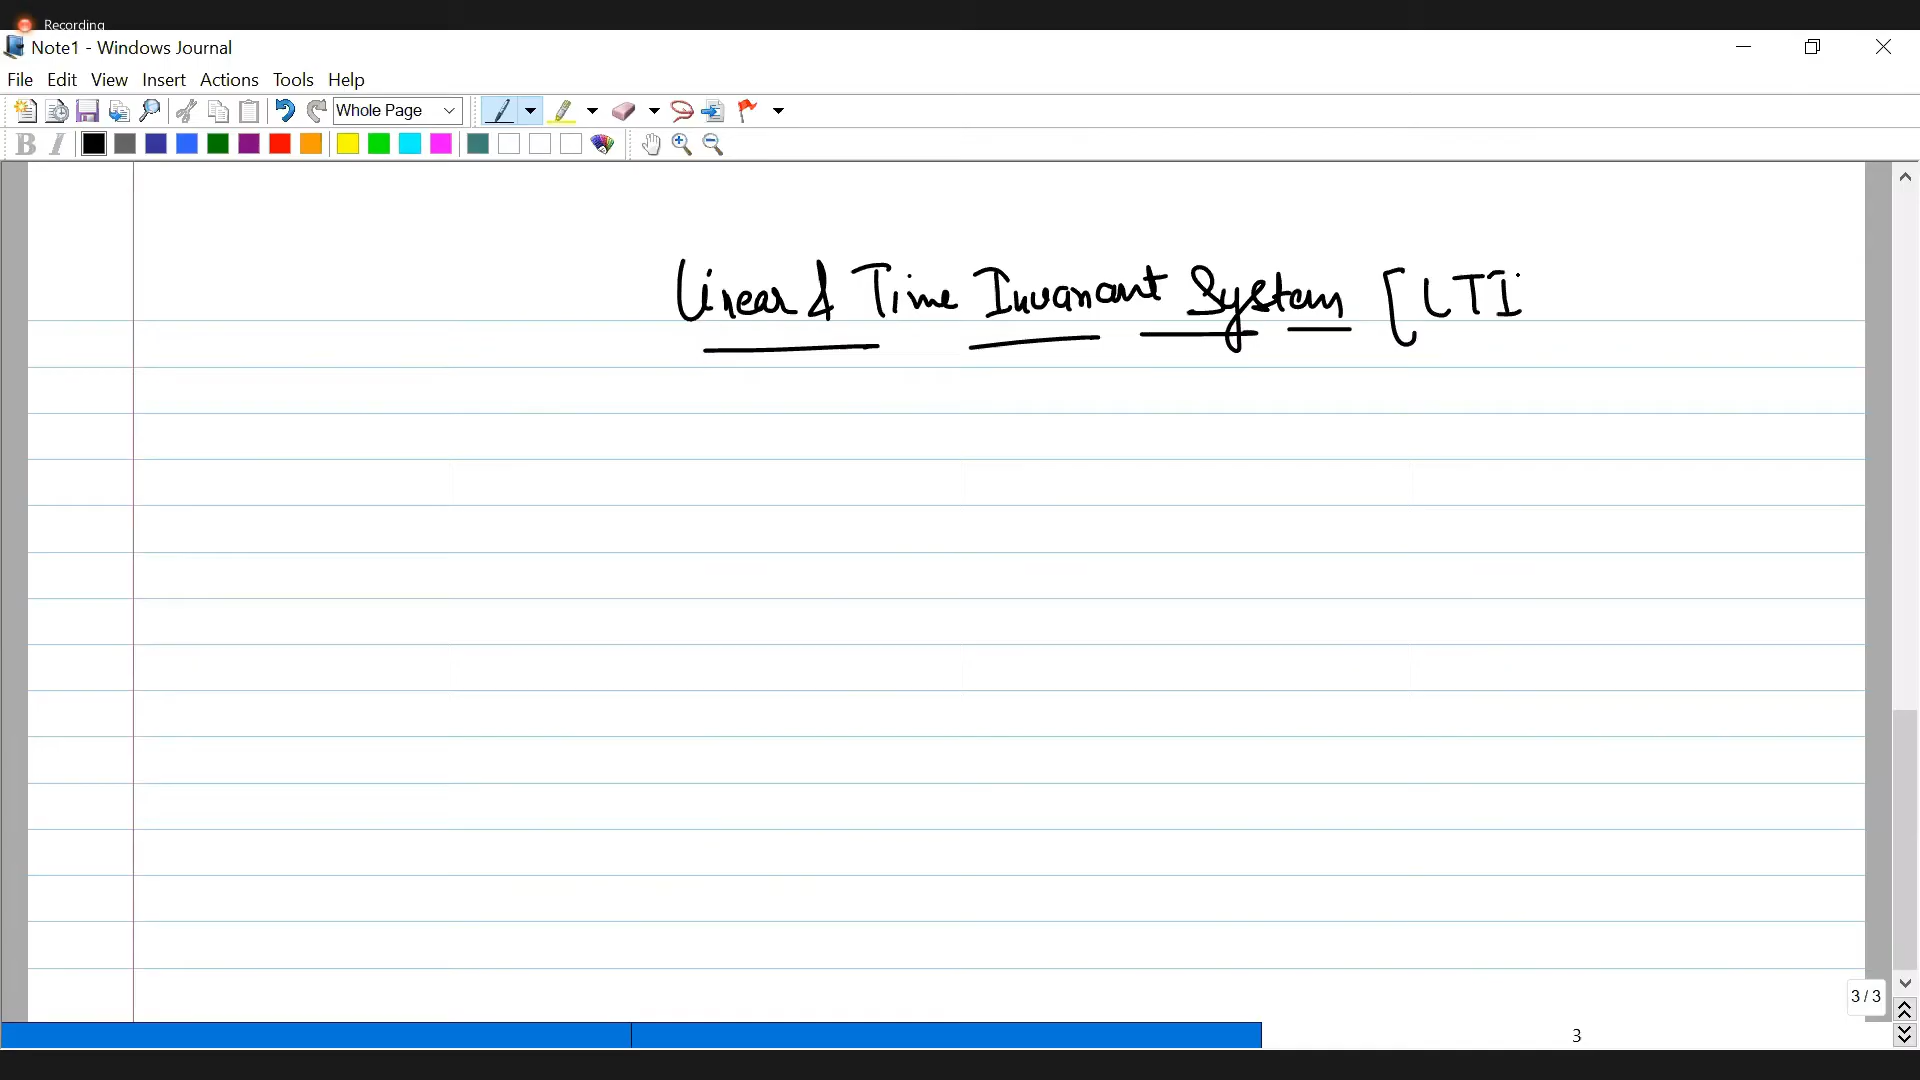 Recording
Note1 - Windows Journal
File Edit View Insert Actions Tools Help
Whole Page
B I
Linear & Time Invariant System [LTI
3 / 3
3